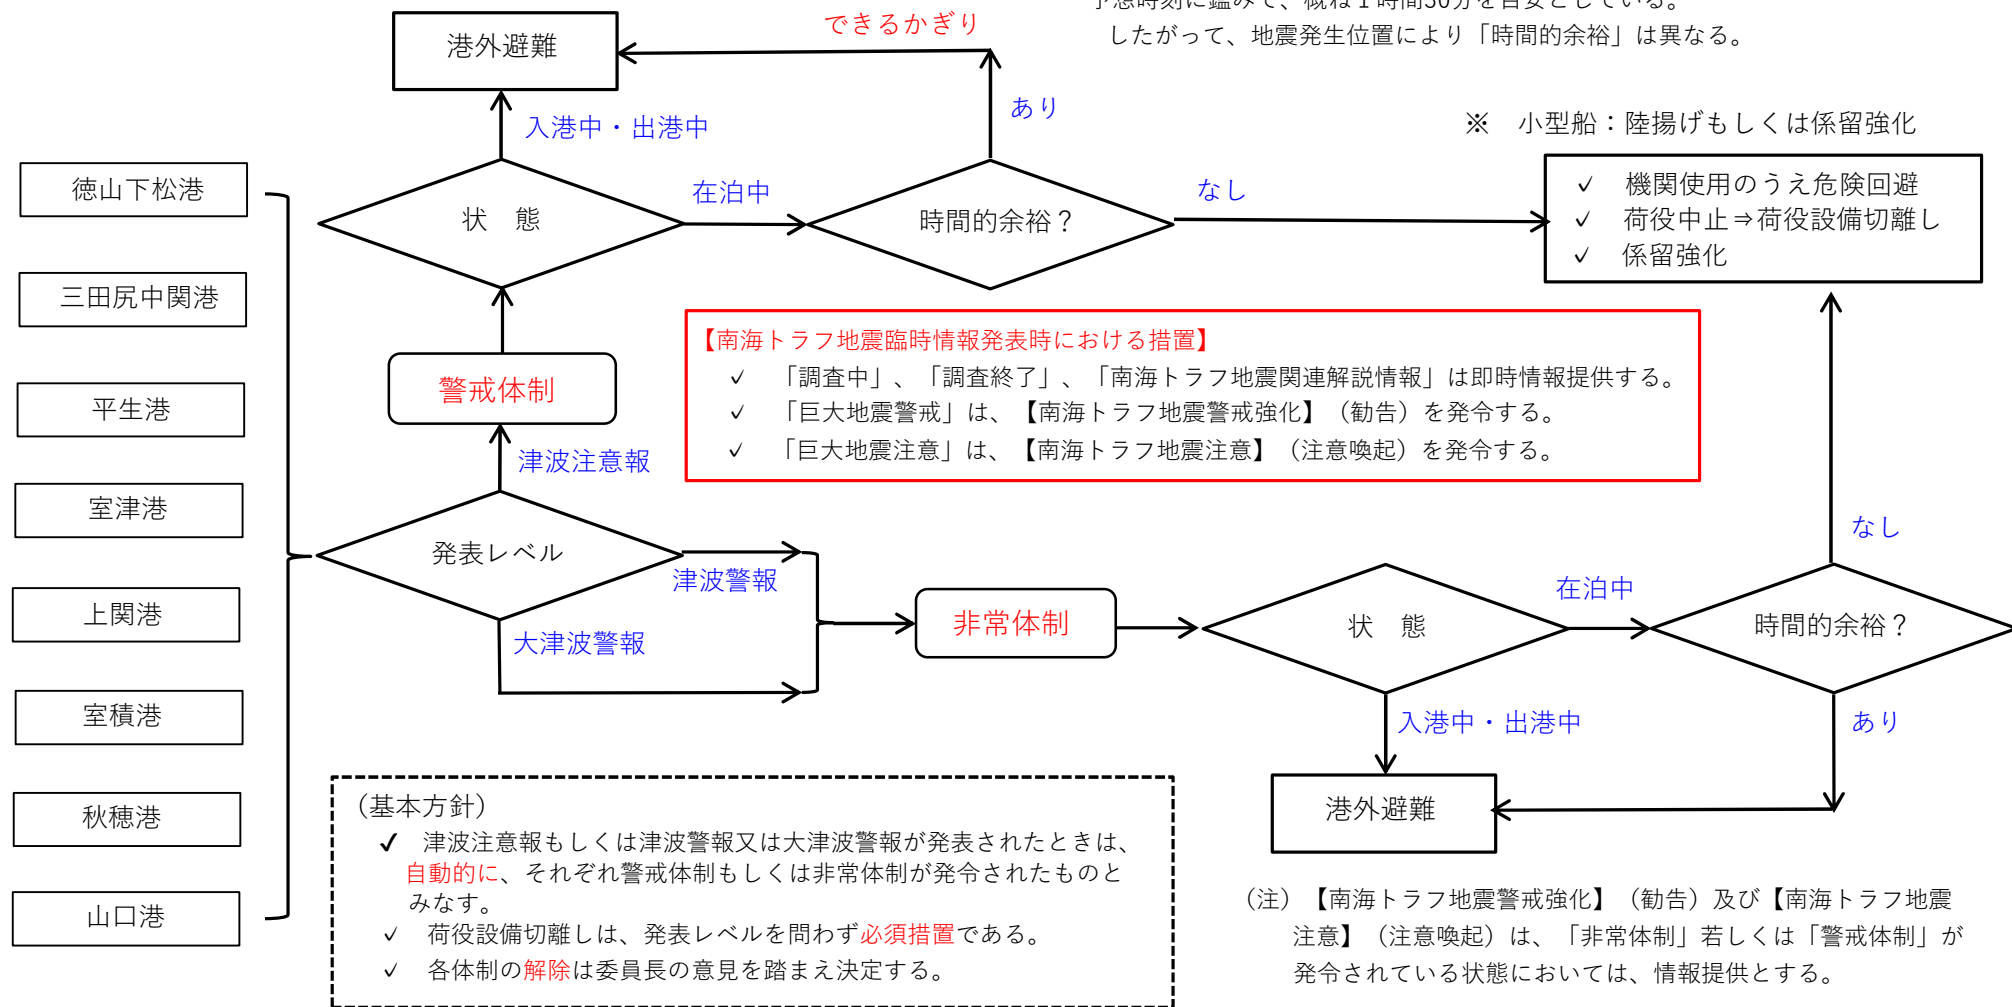 予想時刻に鑑みて、概ね１時間30分を目安としている。
したがって、地震発生位置により「時間的余裕」は異なる。
できるかぎり
港外避難
入港中・出港中
あり
※　小型船：陸揚げもしくは係留強化
徳山下松港
三田尻中関港
平生港
室津港
上関港
室積港
秋穂港
山口港
状　態
在泊中
時間的余裕？
なし
✓　機関使用のうえ危険回避
✓　荷役中止⇒荷役設備切離し
✓　係留強化
警戒体制
【南海トラフ地震臨時情報発表時における措置】
✓　「調査中」、「調査終了」、「南海トラフ地震関連解説情報」は即時情報提供する。
✓　「巨大地震警戒」は、【南海トラフ地震警戒強化】（勧告）を発令する。
✓　「巨大地震注意」は、【南海トラフ地震注意】（注意喚起）を発令する。
津波注意報
発表レベル
津波警報
大津波警報
非常体制
状　態
在泊中
時間的余裕？
なし
あり
入港中・出港中
港外避難
（基本方針）
✓　津波注意報もしくは津波警報又は大津波警報が発表されたときは、
自動的に、それぞれ警戒体制もしくは非常体制が発令されたものと
みなす。
✓　荷役設備切離しは、発表レベルを問わず必須措置である。
✓　各体制の解除は委員長の意見を踏まえ決定する。
（注）【南海トラフ地震警戒強化】（勧告）及び【南海トラフ地震
注意】（注意喚起）は、「非常体制」若しくは「警戒体制」が
発令されている状態においては、情報提供とする。